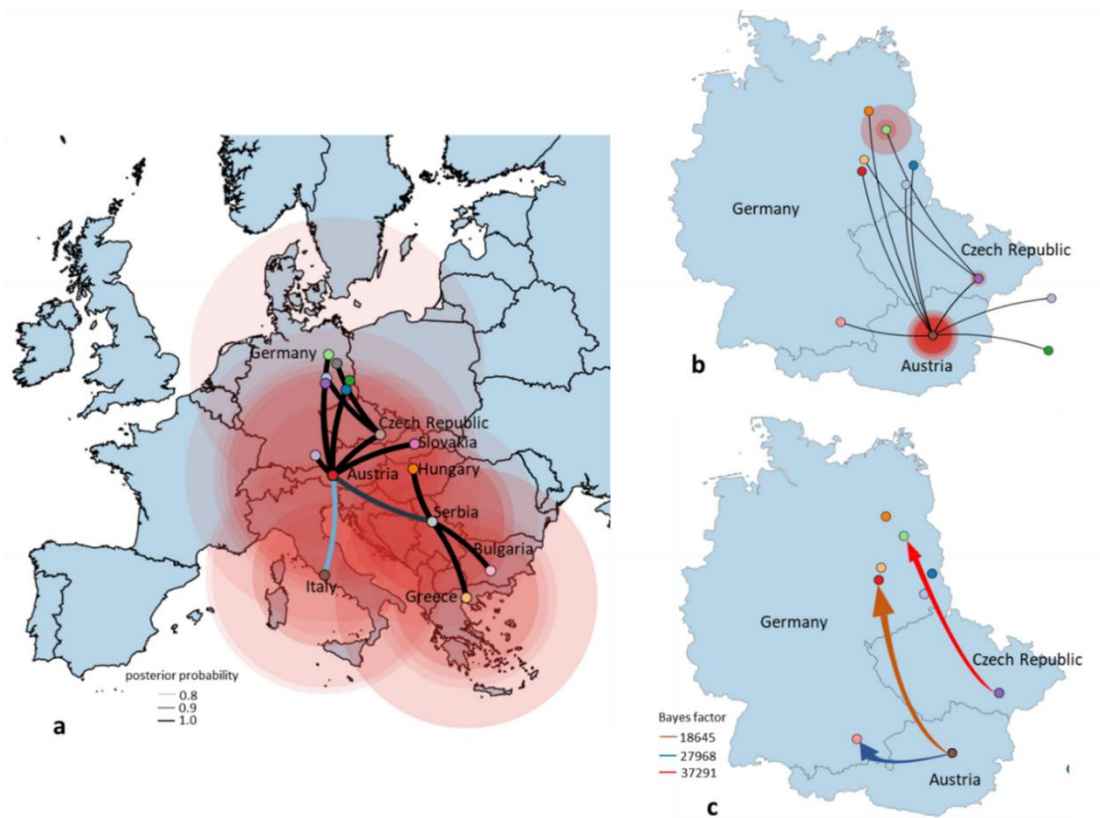 Germany
Czech Republic
Slovakia
Austria
Hungary
Serbia
Bulgaria
Italy
Greece
posterior probability
0.8
0.9
1.0
a
Germany
Czech Republic
Austria
b
Germany
Czech Republic
Bayes factor
18645
27968
37291
Austria
c